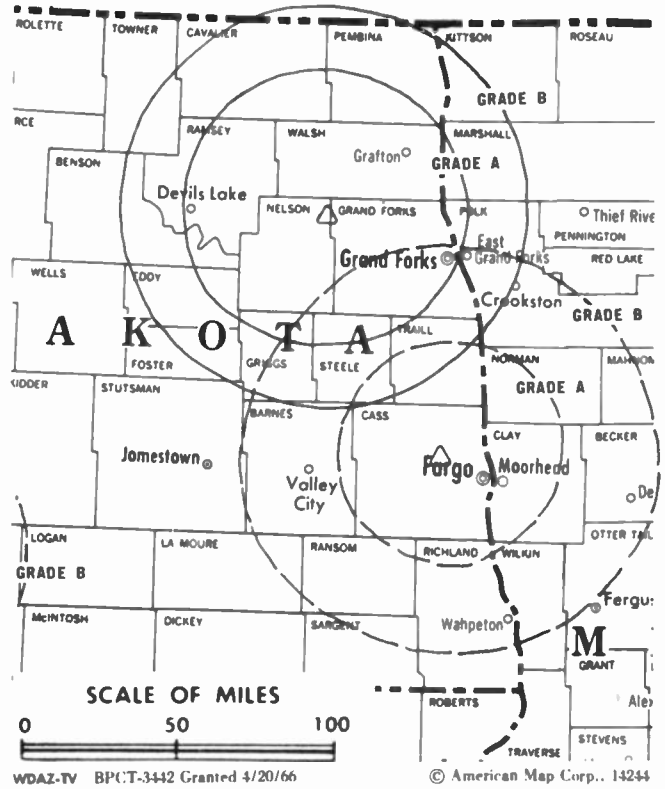 ROLETTE TOWNER CAVALIER PEMBINA KITTSON ROSEAU
GRADE B
RCE RAMSEY WALSH MARSHALL
Grafton
GRADE A
BENSON
Devils Lake
NELSON GRAND FORKS POLK Thief Rive
PENNINGTON
East
Grand Forks Grand Forks RED LAKE
WELLS EDDY
Crookston
GRADE B
A K O T A
TRAILL
FOSTER GRIGGS STEELE NORMAN MAHNOM
KIDDER STUTSMAN GRADE A
BARNES CASS
CLAY BECKER
Jomestown Fargo Moorhead
Valley
City
De
LOGAN LA MOURE RANSOM RICHLAND WILKIN OTTER TAIL
GRADE B
Fergu
McINTOSH DICKEY SARGENT Wahpeton
M
GRANT
SCALE OF MILES
ROBERTS Alex
0 50 100
STEVENS
TRAVERSE
WDAZ-TV BPCT-3442 Granted 4/20/66 © American Map Corp., 14244